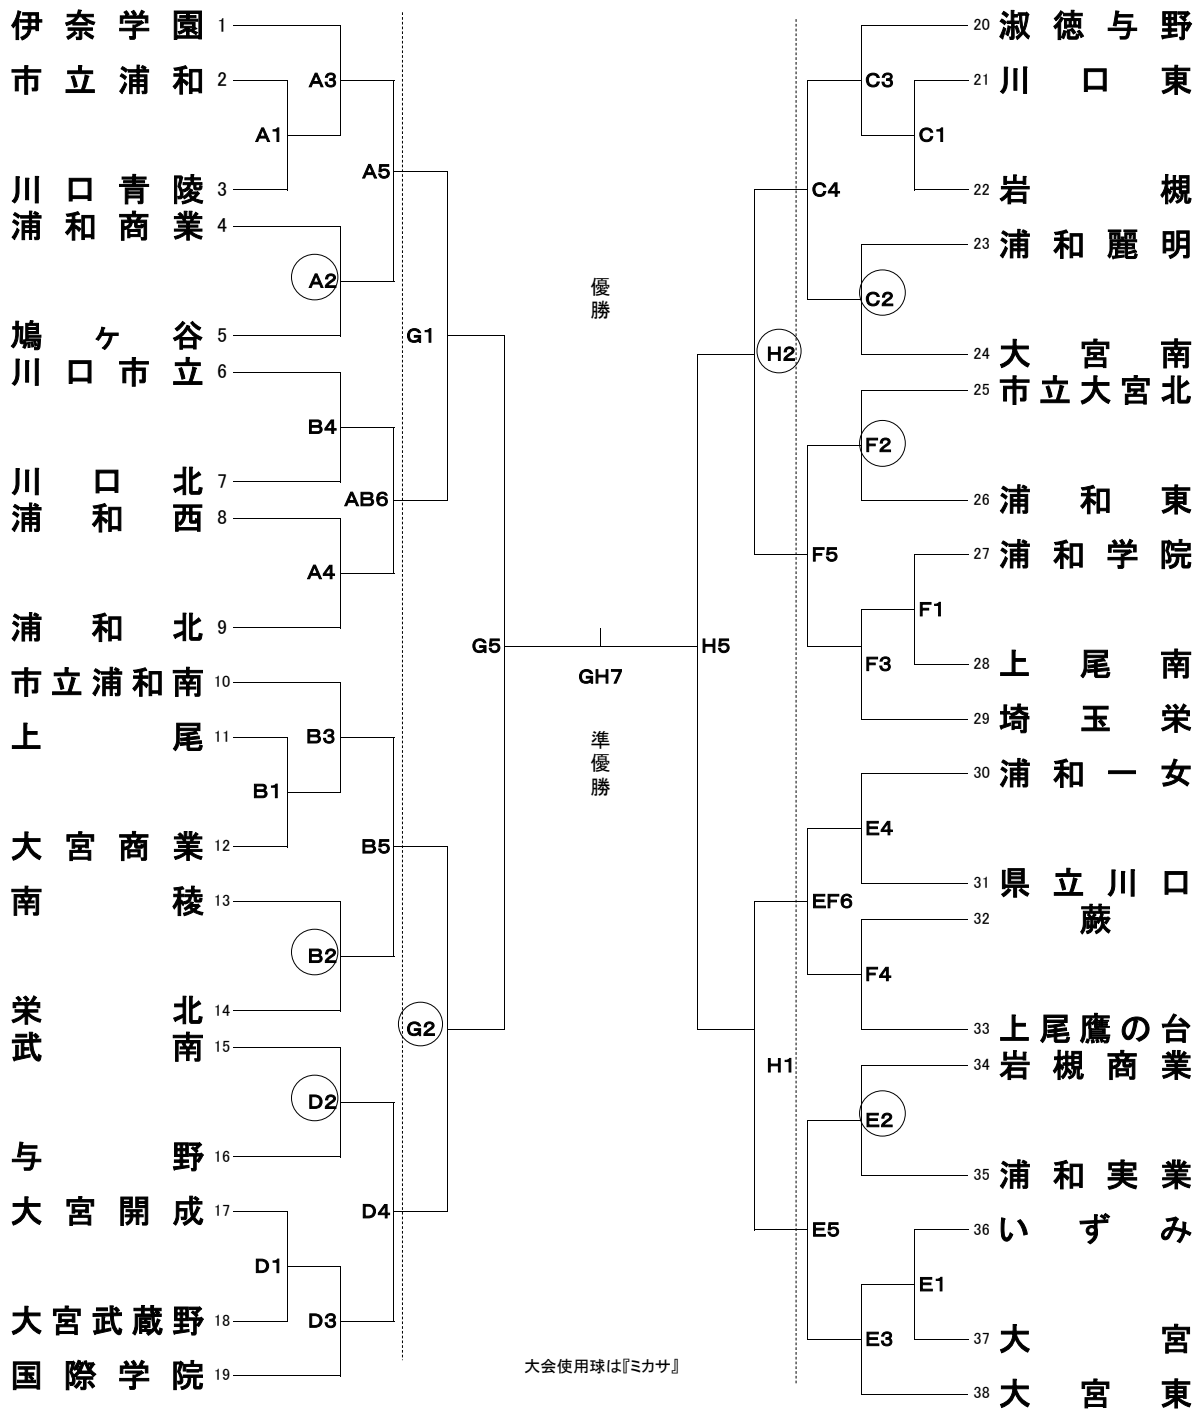 伊奈学園 1
市立浦和 2
A3
A1
川口青陵 3
A5
浦和商業 4
A2
鳩ヶ谷 5
G1
川口市立 6
B4
川口北 7
AB6
浦和西 8
A4
浦和北 9
G5
市立浦和南 10
上尾 11
B3
B1
大宮商業 12
B5
南稜 13
B2
栄北 14
G2
武南 15
D2
与野 16
大宮開成 17
D4
D1
大宮武蔵野 18
D3
国際学院 19
優勝
GH7
準優勝
大会使用球は『ミカサ』
20 淑徳与野
C3
21 川口東
C1
22 岩槻
C4
23 浦和麗明
C2
24 大宮南
H2
25 市立大宮北
F2
26 浦和東
F5
27 浦和学院
F1
28 上尾南
F3
29 埼玉栄
H5
30 浦和一女
E4
31 県立川口
EF6
32 蕨
F4
33 上尾鷹の台
H1
34 岩槻商業
E2
35 浦和実業
E5
36 いずみ
E1
37 大宮
E3
38 大宮東